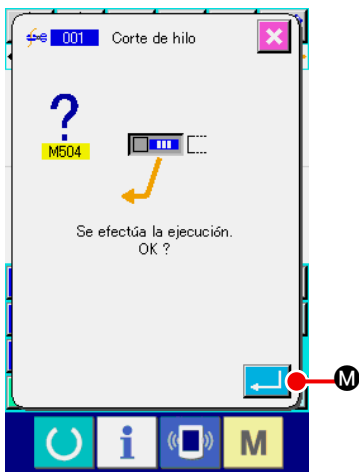 001 Corte de hilo
?
M504
Se efectúa la ejecución.
OK ?
M
i
M